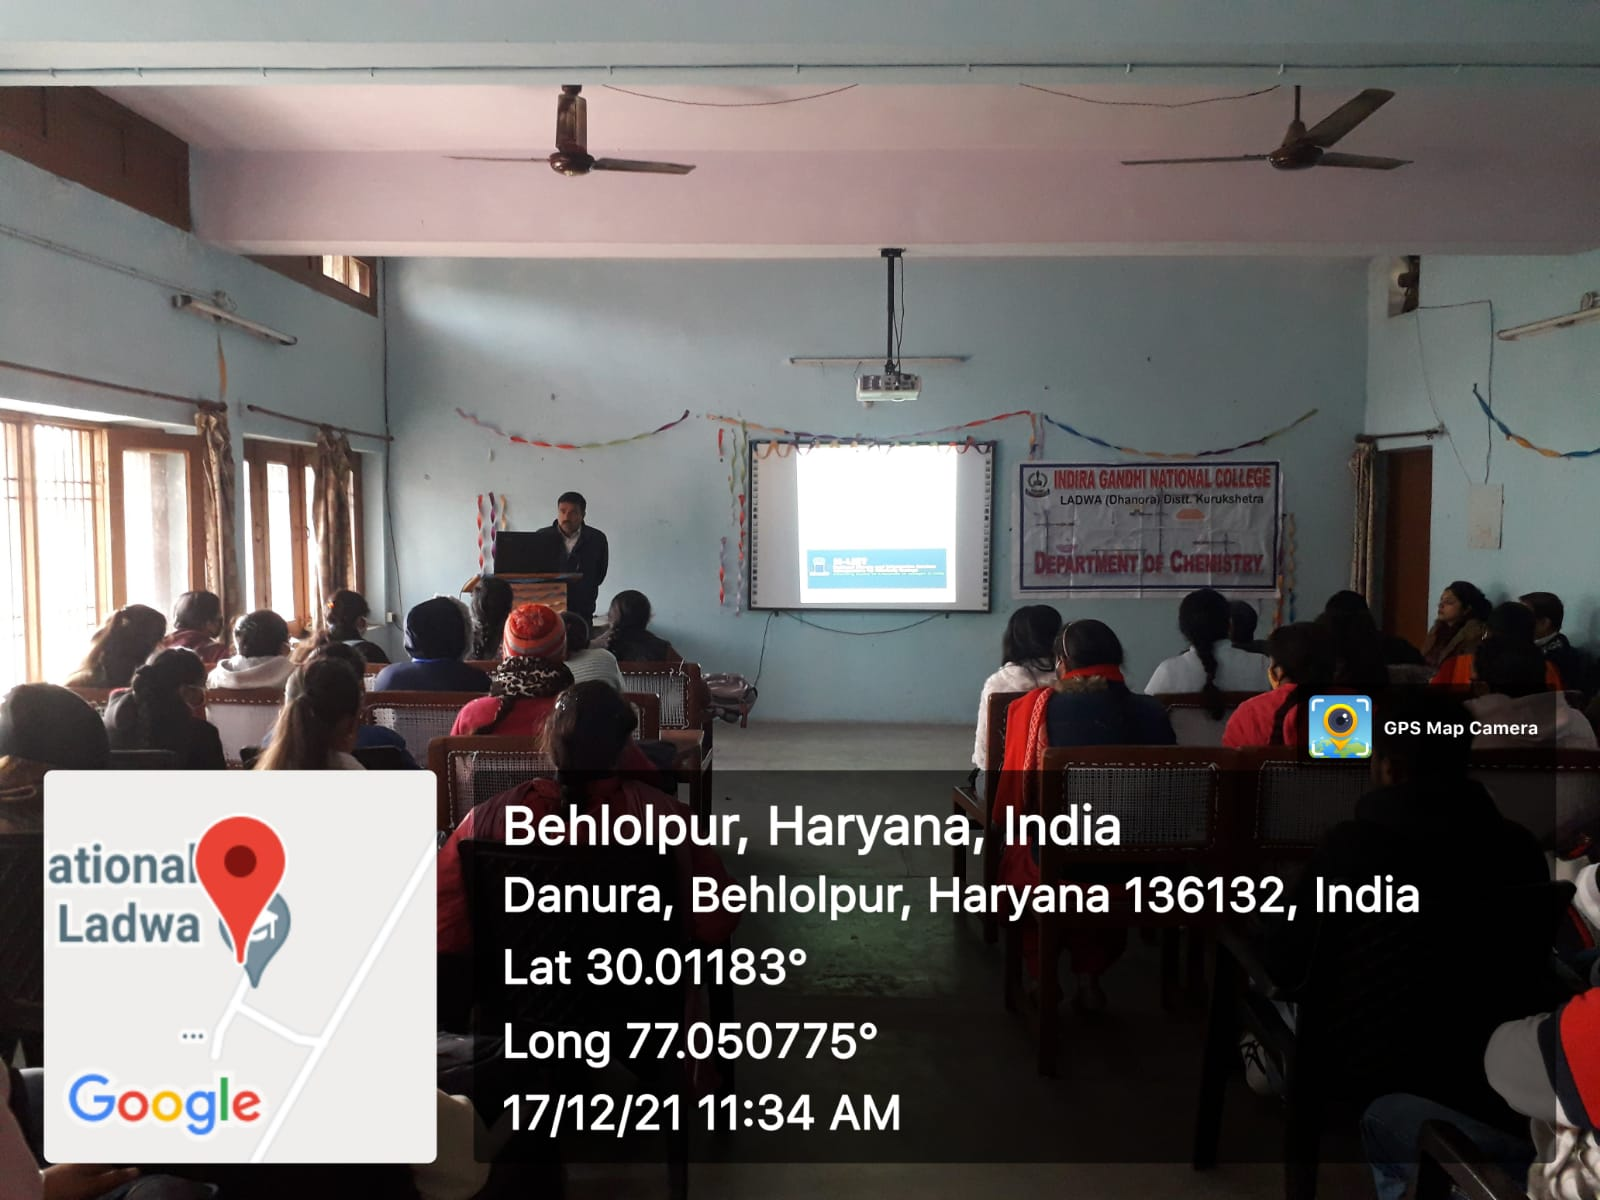 INDIRA GANDHI NATIONAL COLLEGE
LADWA (Dhanora) Distt. Kurukshetra
DEPARTMENT OF CHEMISTRY
GPS Map Camera
ational
Ladwa
...
Google
Behlolpur, Haryana, India
Danura, Behlolpur, Haryana 136132, India
Lat 30.01183°
Long 77.050775°
17/12/21 11:34 AM